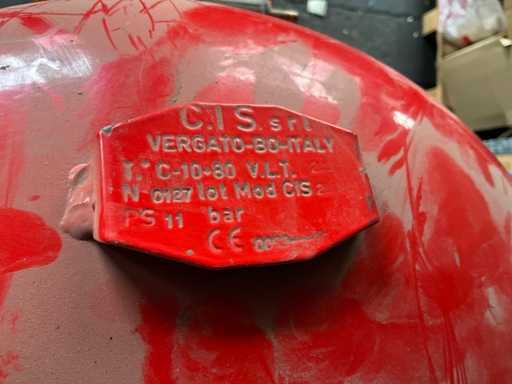 C.I S. s r l
VERGATO-BO-ITALY
T.° C-10+80 V.L.T.
N 0127 lot Mod CIS 2
PS 11 bar
CE